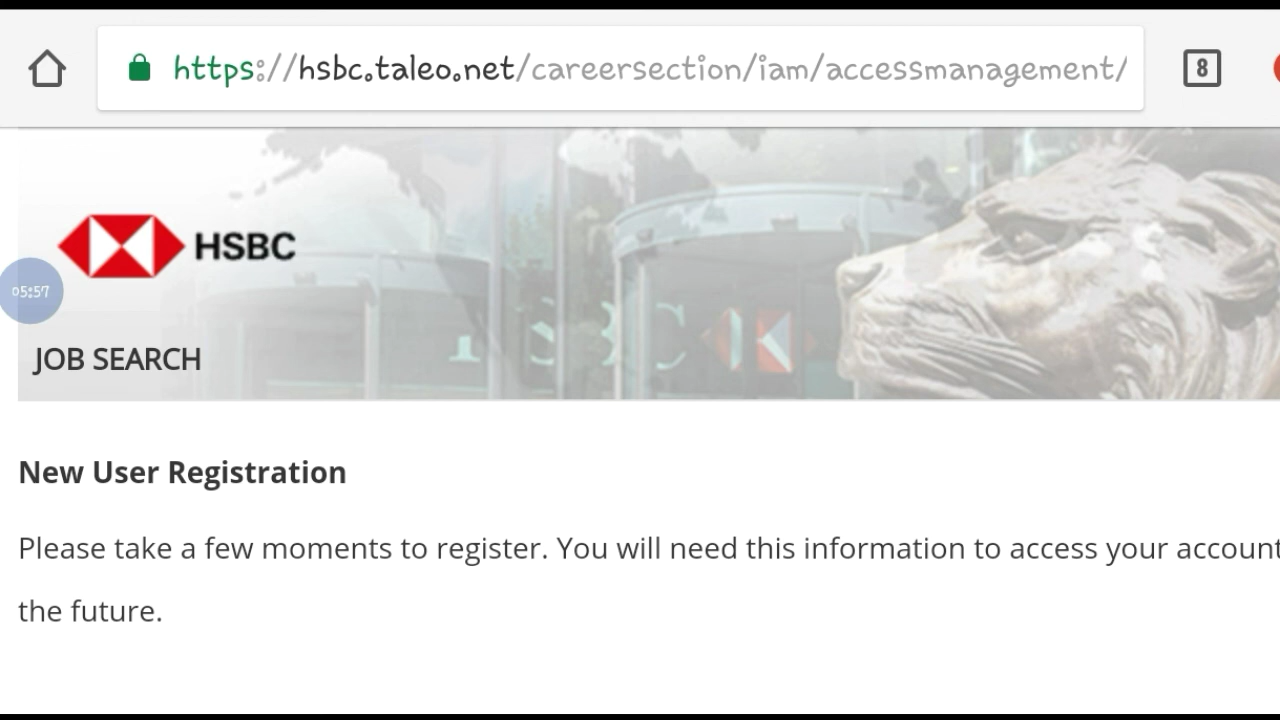 https://hsbc.taleo.net/careersection/iam/accessmanagement/
8
HSBC
05:57
JOB SEARCH
New User Registration
Please take a few moments to register. You will need this information to access your account
the future.